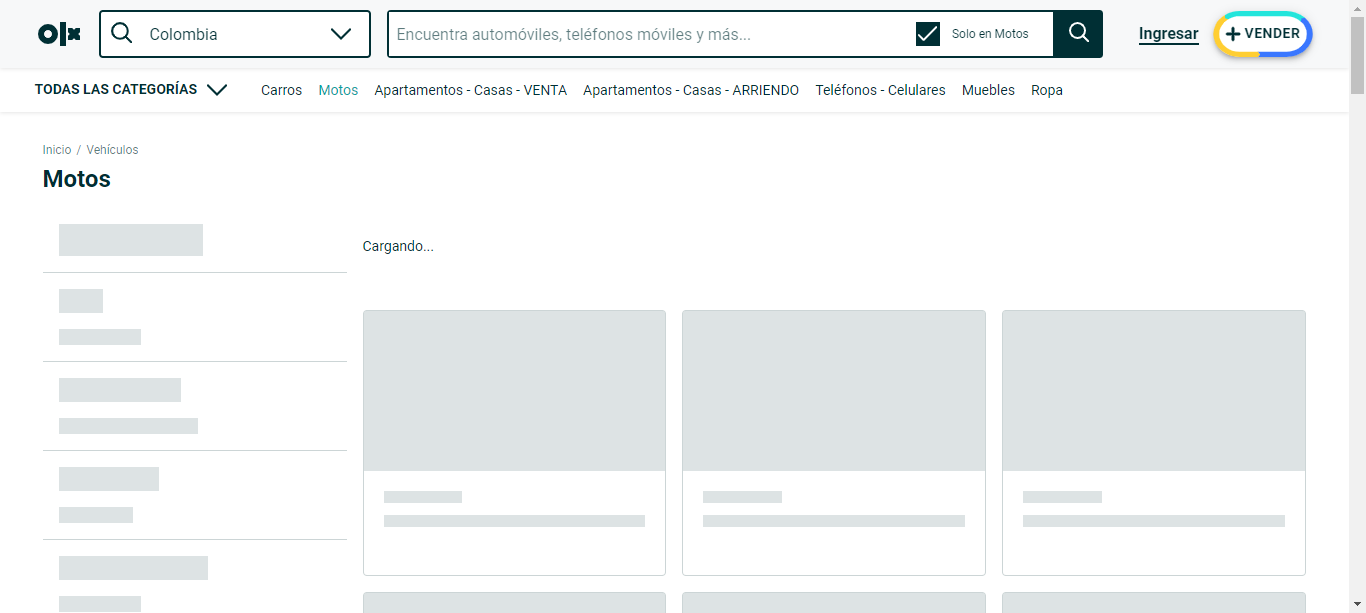 olx
Colombia
Encuentra automóviles, teléfonos móviles y más...
Solo en Motos
Ingresar
VENDER
TODAS LAS CATEGORÍAS
Carros
Motos
Apartamentos - Casas - VENTA
Apartamentos - Casas - ARRIENDO
Teléfonos - Celulares
Muebles
Ropa
Inicio / Vehículos
Motos
Cargando...